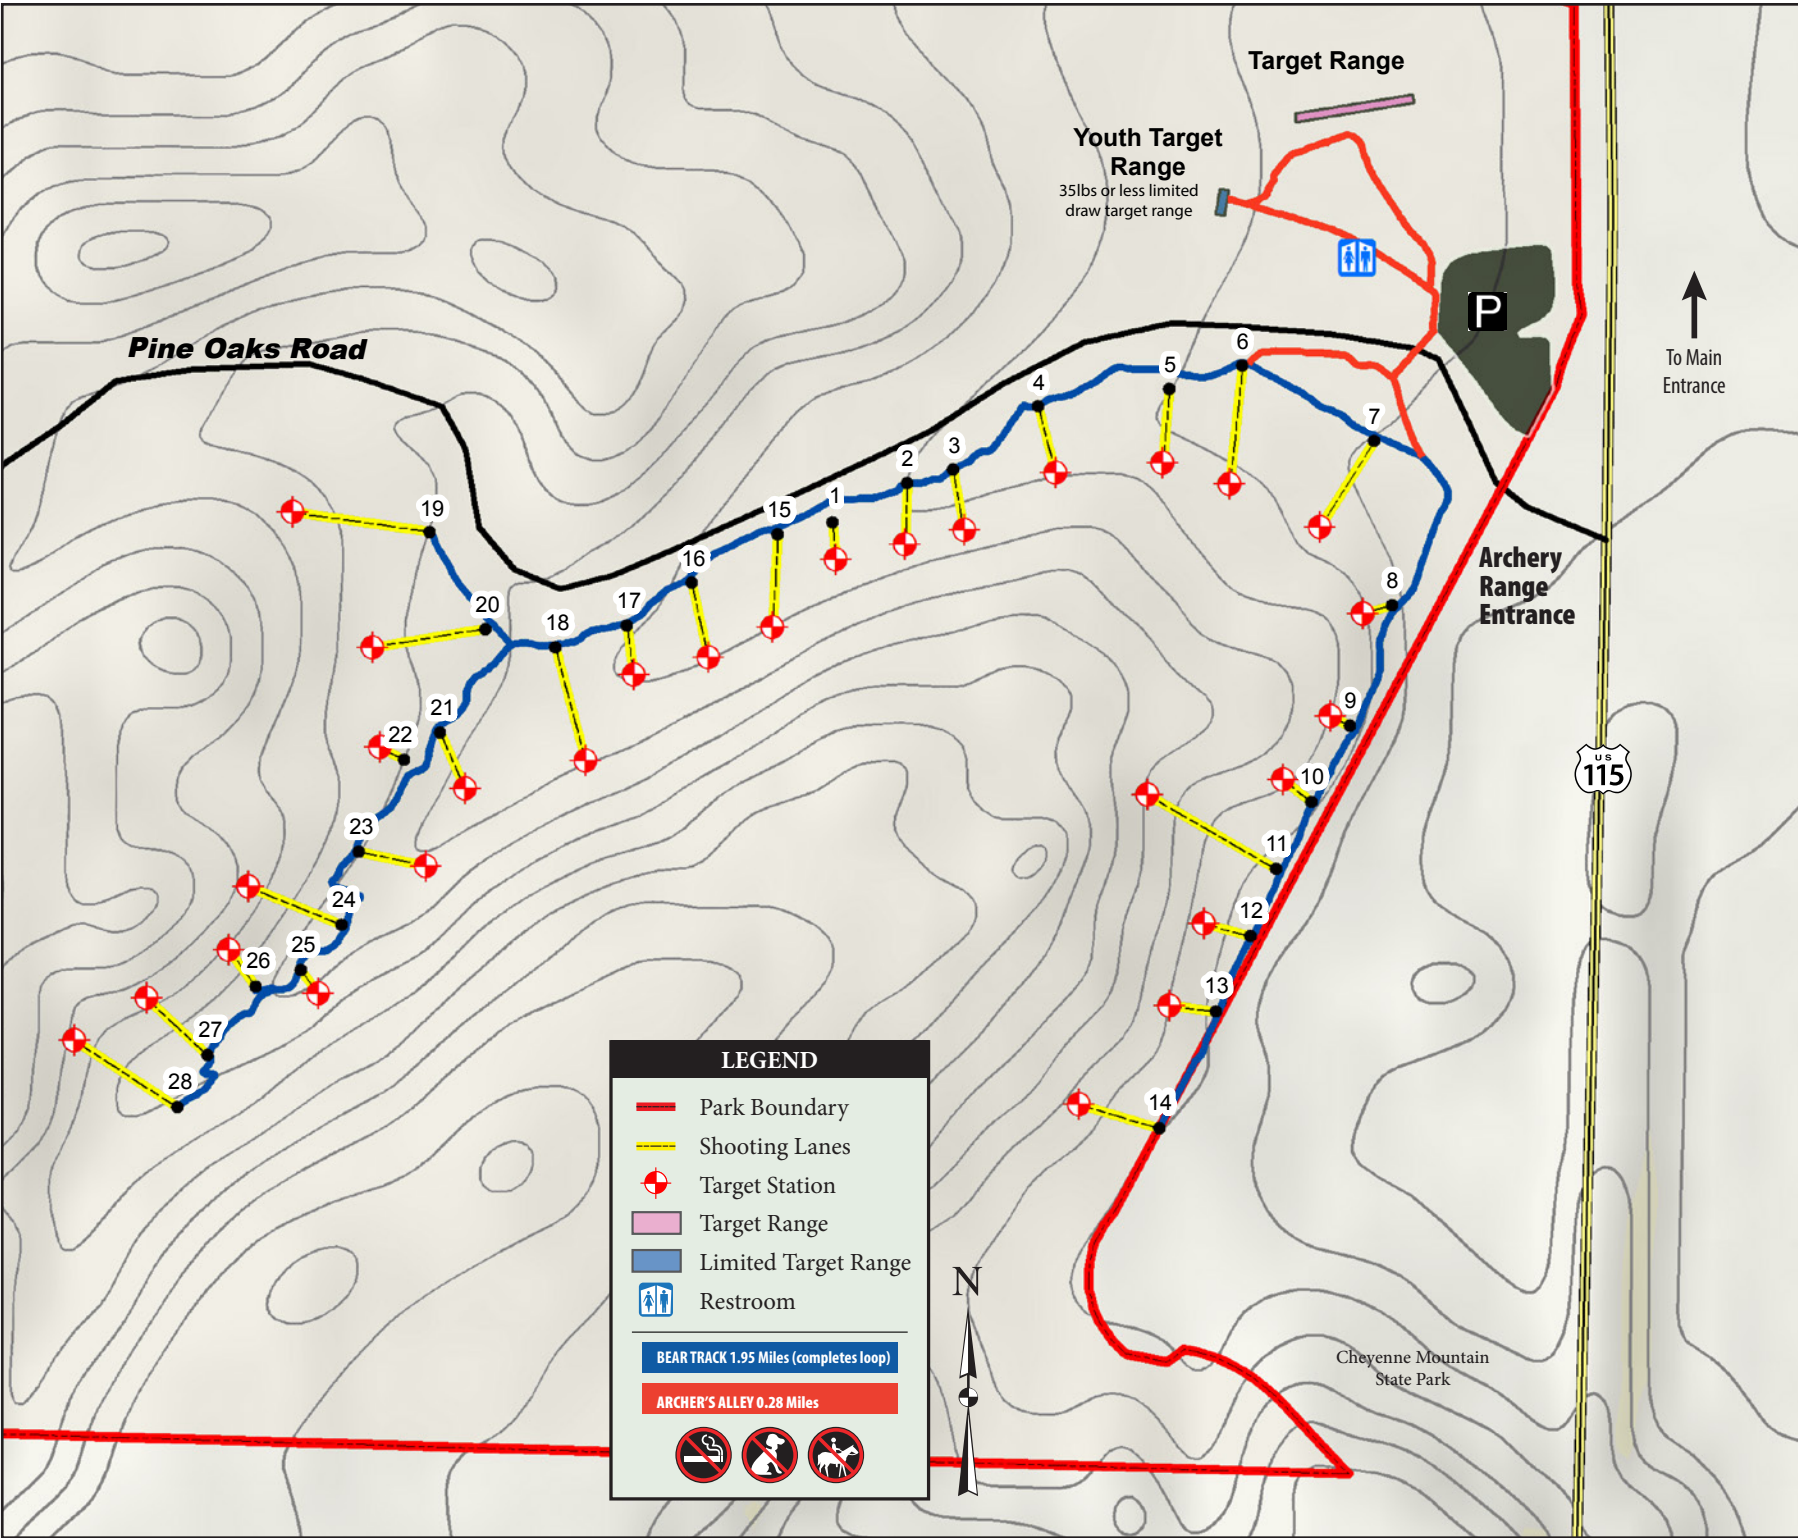 Target Range
Youth Target
Range
35lbs or less limited
draw target range
P
To Main
Entrance
Pine Oaks Road
6
5
4
7
3
2
1
15
19
16
Archery
Range
Entrance
8
20
17
18
9
21
22
US
115
10
23
11
24
12
25
26
13
27
28
14
LEGEND
Park Boundary
Shooting Lanes
Target Station
Target Range
Limited Target Range
Restroom
BEAR TRACK 1.95 Miles (completes loop)
ARCHER'S ALLEY 0.28 Miles
N
Cheyenne Mountain
State Park